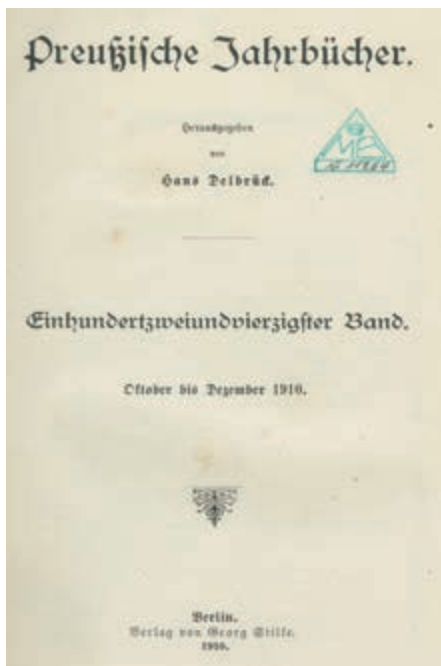 Preußische Jahrbücher.
Herausgegeben
von
Hans Delbrück.
Einhundertzweiundvierzigster Band.
Oktober bis Dezember 1910.
Berlin.
Verlag von Georg Stilke.
1910.